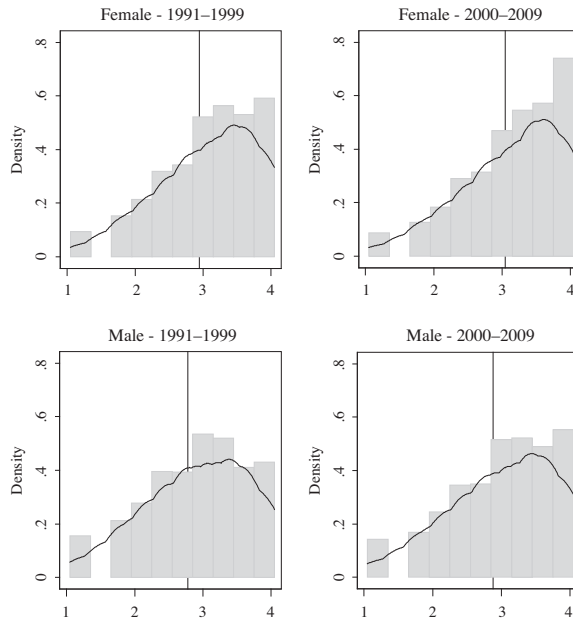 Female - 1991–1999
Female - 2000–2009
Density
.8
.6
.4
.2
0
1 2 3 4
Density
.8
.6
.4
.2
0
1 2 3 4
Male - 1991–1999
Male - 2000–2009
Density
.8
.6
.4
.2
0
1 2 3 4
Density
.8
.6
.4
.2
0
1 2 3 4